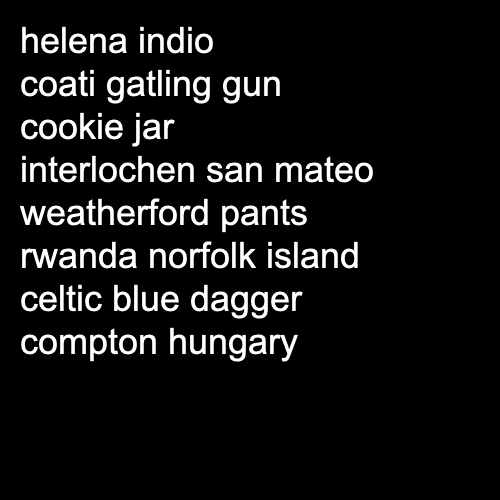 helena indio
coati gatling gun
cookie jar
interlochen san mateo
weatherford pants
rwanda norfolk island
celtic blue dagger
compton hungary